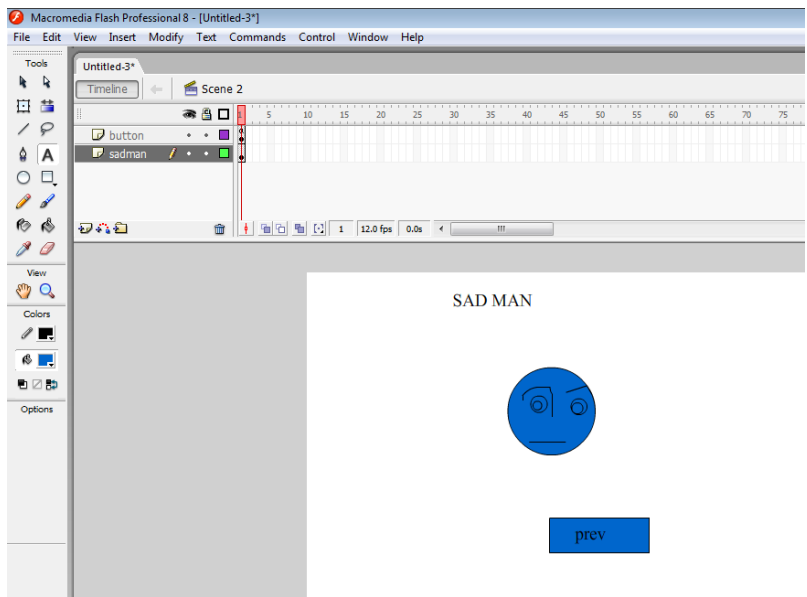 Macromedia Flash Professional 8 - [Untitled-3*]
File Edit View Insert Modify Text Commands Control Window Help
Tools
Untitled-3*
Timeline Scene 2
1 5 10 15 20 25 30 35 40 45 50 55 60 65 70 75
button
sadman
1 12.0 fps 0.0s
View
Colors
Options
A
SAD MAN
prev